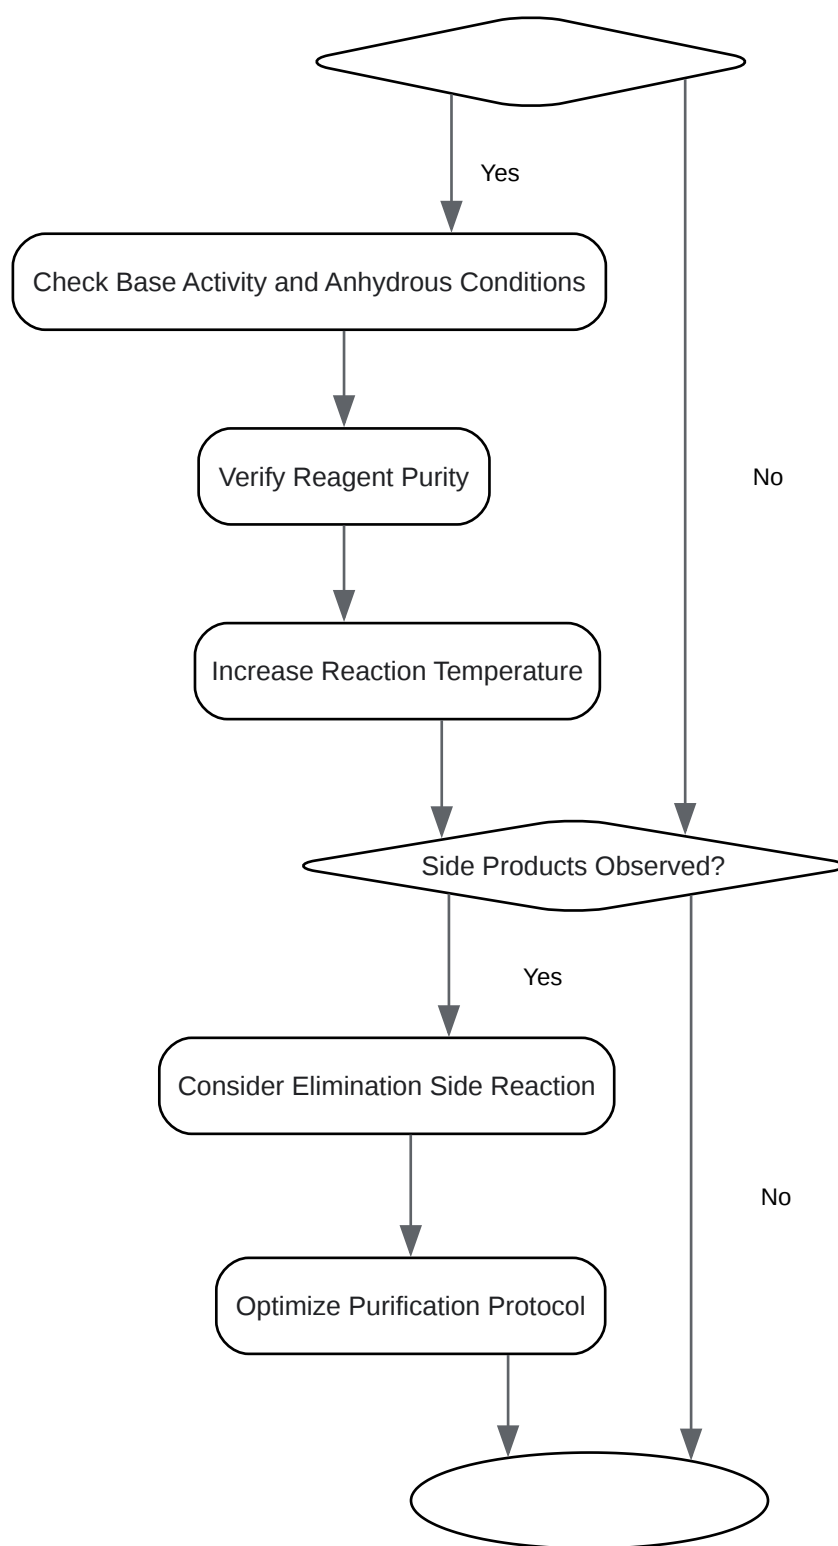 Yes
Check Base Activity and Anhydrous Conditions
Verify Reagent Purity
No
Increase Reaction Temperature
Side Products Observed?
Yes
Consider Elimination Side Reaction
No
Optimize Purification Protocol